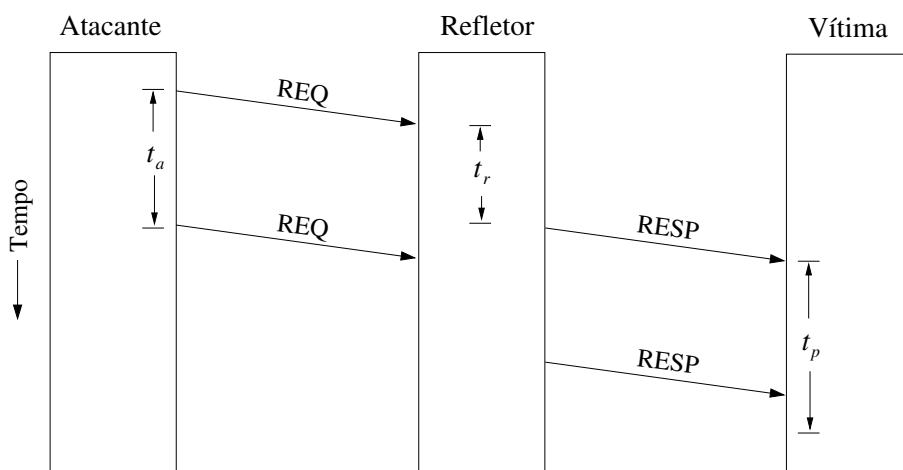 Atacante
Refletor
Vítima
REQ
t_a
t_r
REQ
Tempo
RESP
t_p
RESP